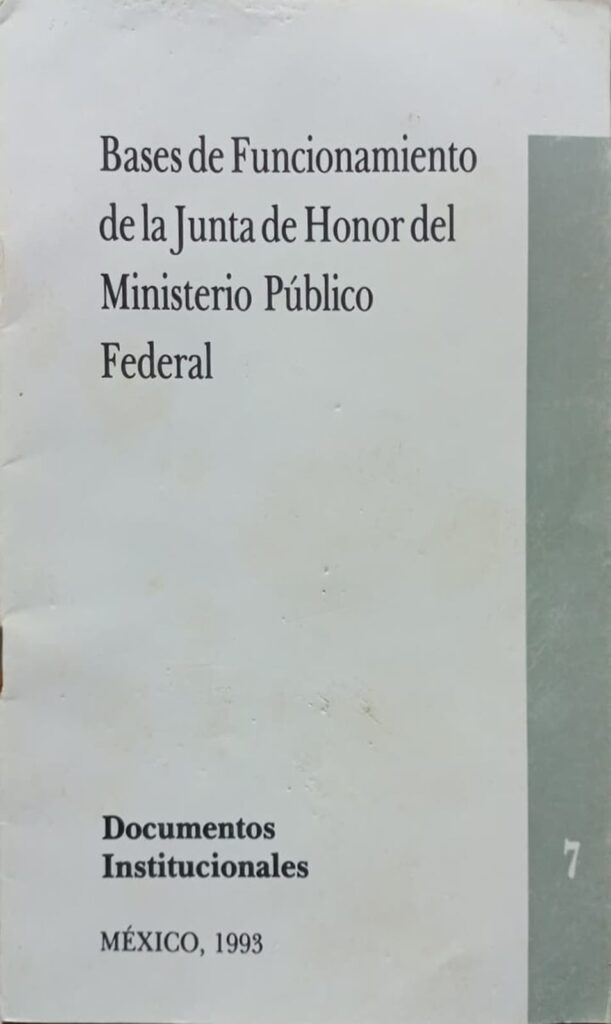 Bases de Funcionamiento
de la Junta de Honor del
Ministerio Público
Federal
Documentos
Institucionales
7
MÉXICO, 1993